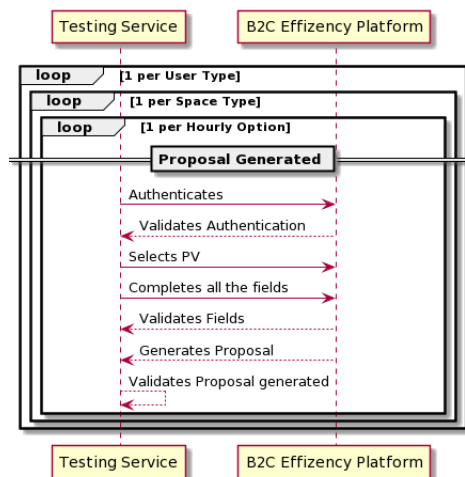 Testing Service
B2C Effizency Platform
loop [1 per User Type]
loop [1 per Space Type]
loop [1 per Hourly Option]
Proposal Generated
Authenticates
Validates Authentication
Selects PV
Completes all the fields
Validates Fields
Generates Proposal
Validates Proposal generated
Testing Service
B2C Effizency Platform